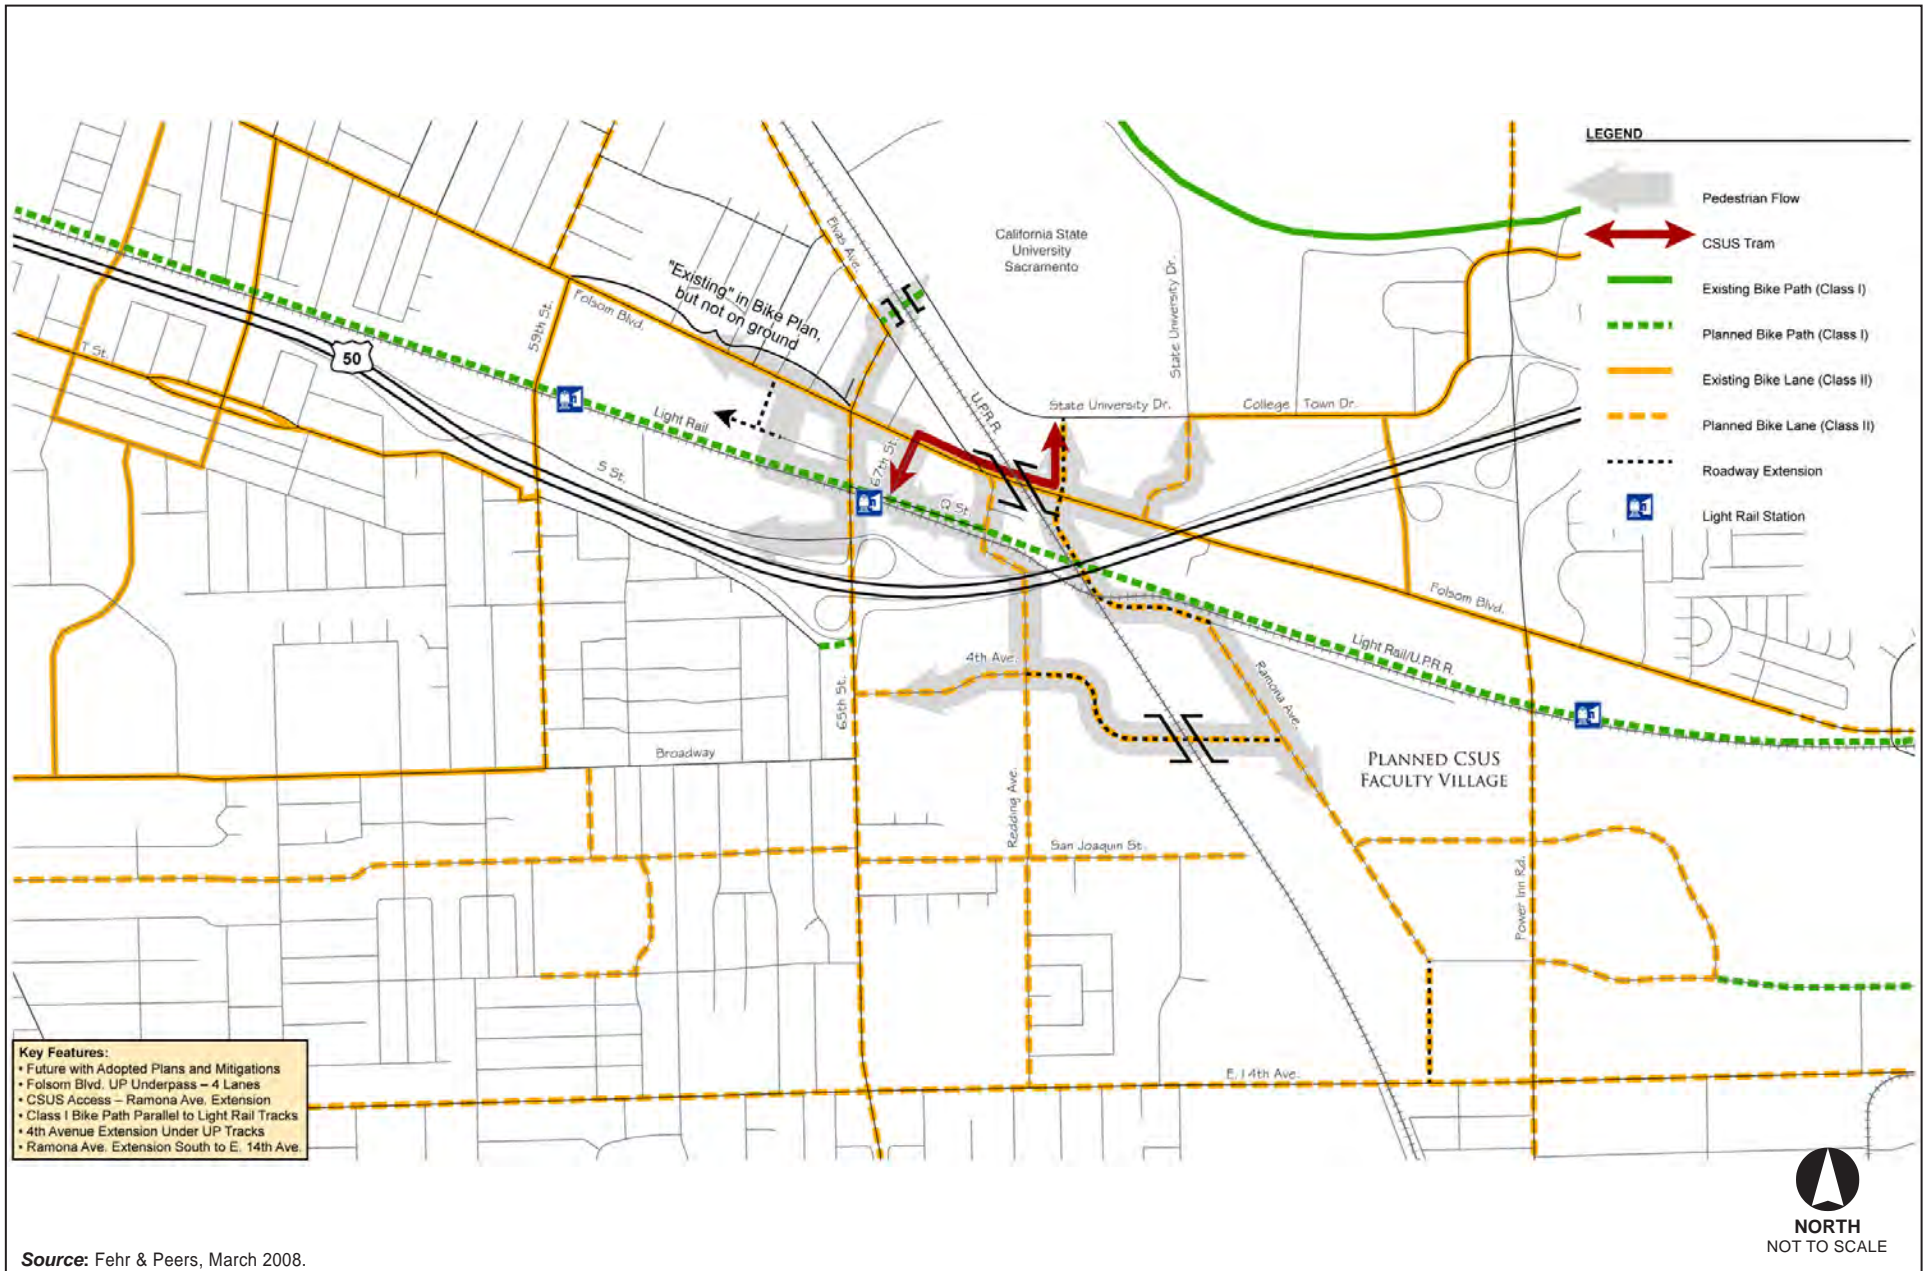 LEGEND
Pedestrian Flow
CSUS Tram
Existing Bike Path (Class I)
Planned Bike Path (Class I)
Existing Bike Lane (Class II)
Planned Bike Lane (Class II)
Roadway Extension
Light Rail Station
California State
University
Sacramento
Elvas Ave.
"Existing" in Bike Plan,
but not on ground
State University Dr.
59th St.
Folsom Blvd.
T St.
50
Light Rail
U.P.R.R.
State University Dr.
College Town Dr.
S St.
67th St.
Q St.
Folsom Blvd.
Light Rail/U.P.R.R.
4th Ave.
65th St.
Ramona Ave.
Broadway
PLANNED CSUS
FACULTY VILLAGE
Redding Ave.
San Joaquin St.
Power Inn Rd.
E. 14th Ave.
Key Features:
• Future with Adopted Plans and Mitigations
• Folsom Blvd. UP Underpass – 4 Lanes
• CSUS Access – Ramona Ave. Extension
• Class I Bike Path Parallel to Light Rail Tracks
• 4th Avenue Extension Under UP Tracks
• Ramona Ave. Extension South to E. 14th Ave.
NORTH
NOT TO SCALE
Source: Fehr & Peers, March 2008.